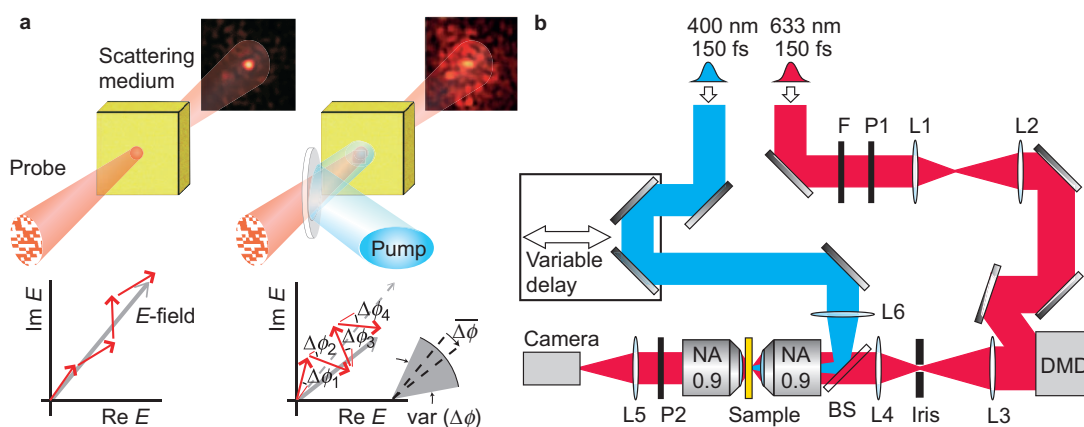 a
Scattering
medium
Probe
Pump
Im E
E-field
Re E
Im E
Δϕ1
Δϕ2
Δϕ3
Δϕ4
Δϕ
Re E
var (Δϕ)
b
400 nm
150 fs
633 nm
150 fs
F
P1
L1
L2
Variable
delay
L6
Camera
NA
0.9
NA
0.9
DMD
L5
P2
Sample
BS
L4
Iris
L3